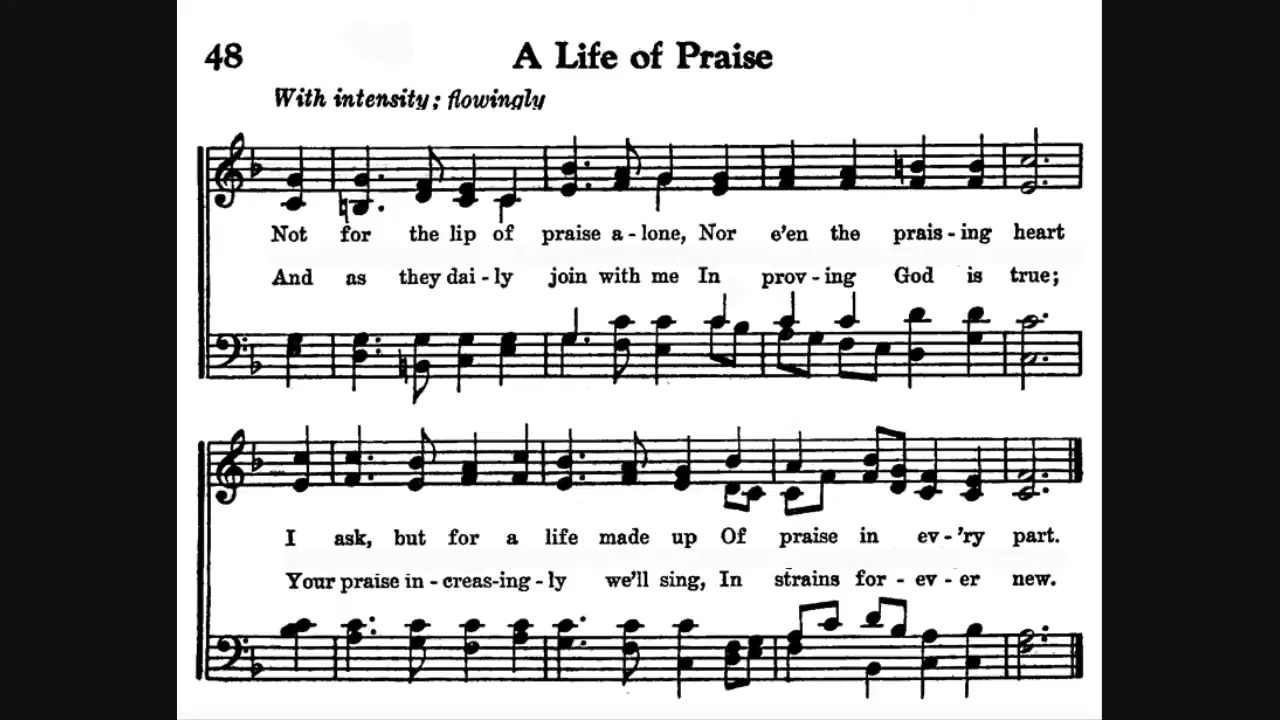 48 A Life of Praise
With intensity; flowingly
Not for the lip of praise a-lone, Nor e'en the prais-ing heart
And as they dai-ly join with me In prov-ing God is true;
I ask, but for a life made up Of praise in ev-'ry part.
Your praise in-creas-ing-ly we'll sing, In strains for-ev-er new.